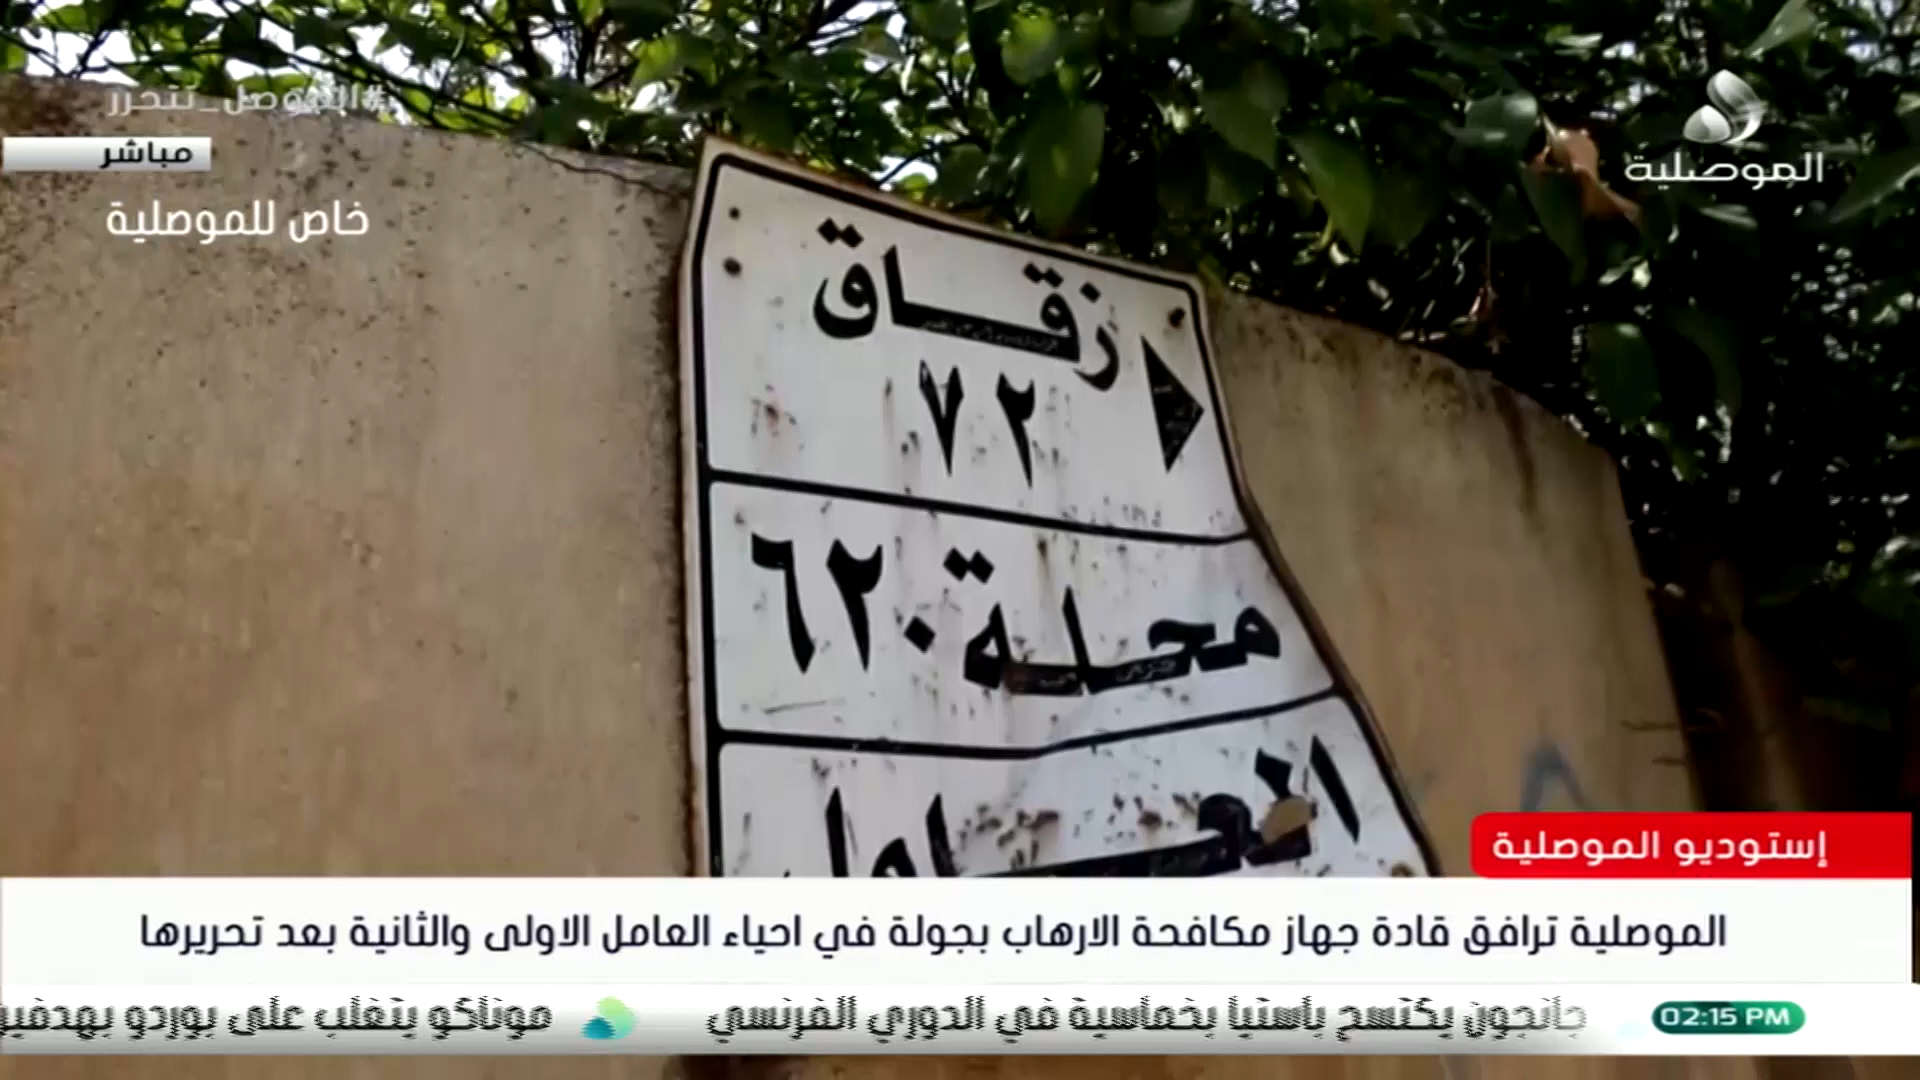 #الموصل_تتحرر
مباشر
خاص للموصلية
الموصلية
زقاق
٧٢
محلة ٦٢٠
العامل
إستوديو الموصلية
الموصلية ترافق قادة جهاز مكافحة الارهاب بجولة في احياء العامل الاولى والثانية بعد تحريرها
جانجون يكتسح باستيا بخماسية في الدوري الفرنسي
موناكو يتغلب على بوردو
02:15 PM